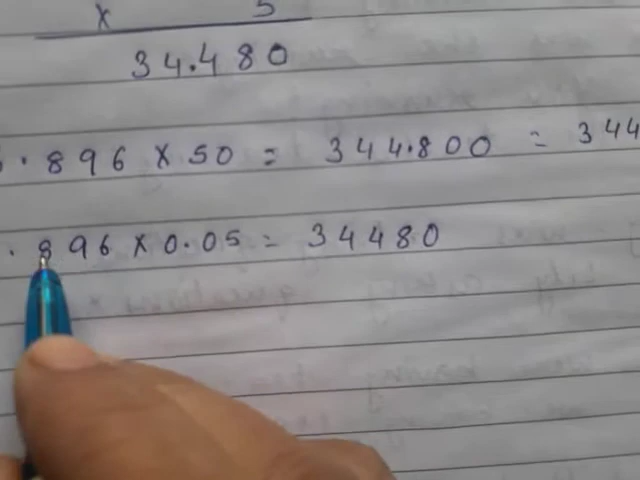 × 5
34.480
.896 × 50 = 344.800 = 344
.896 × 0.05 = 34480